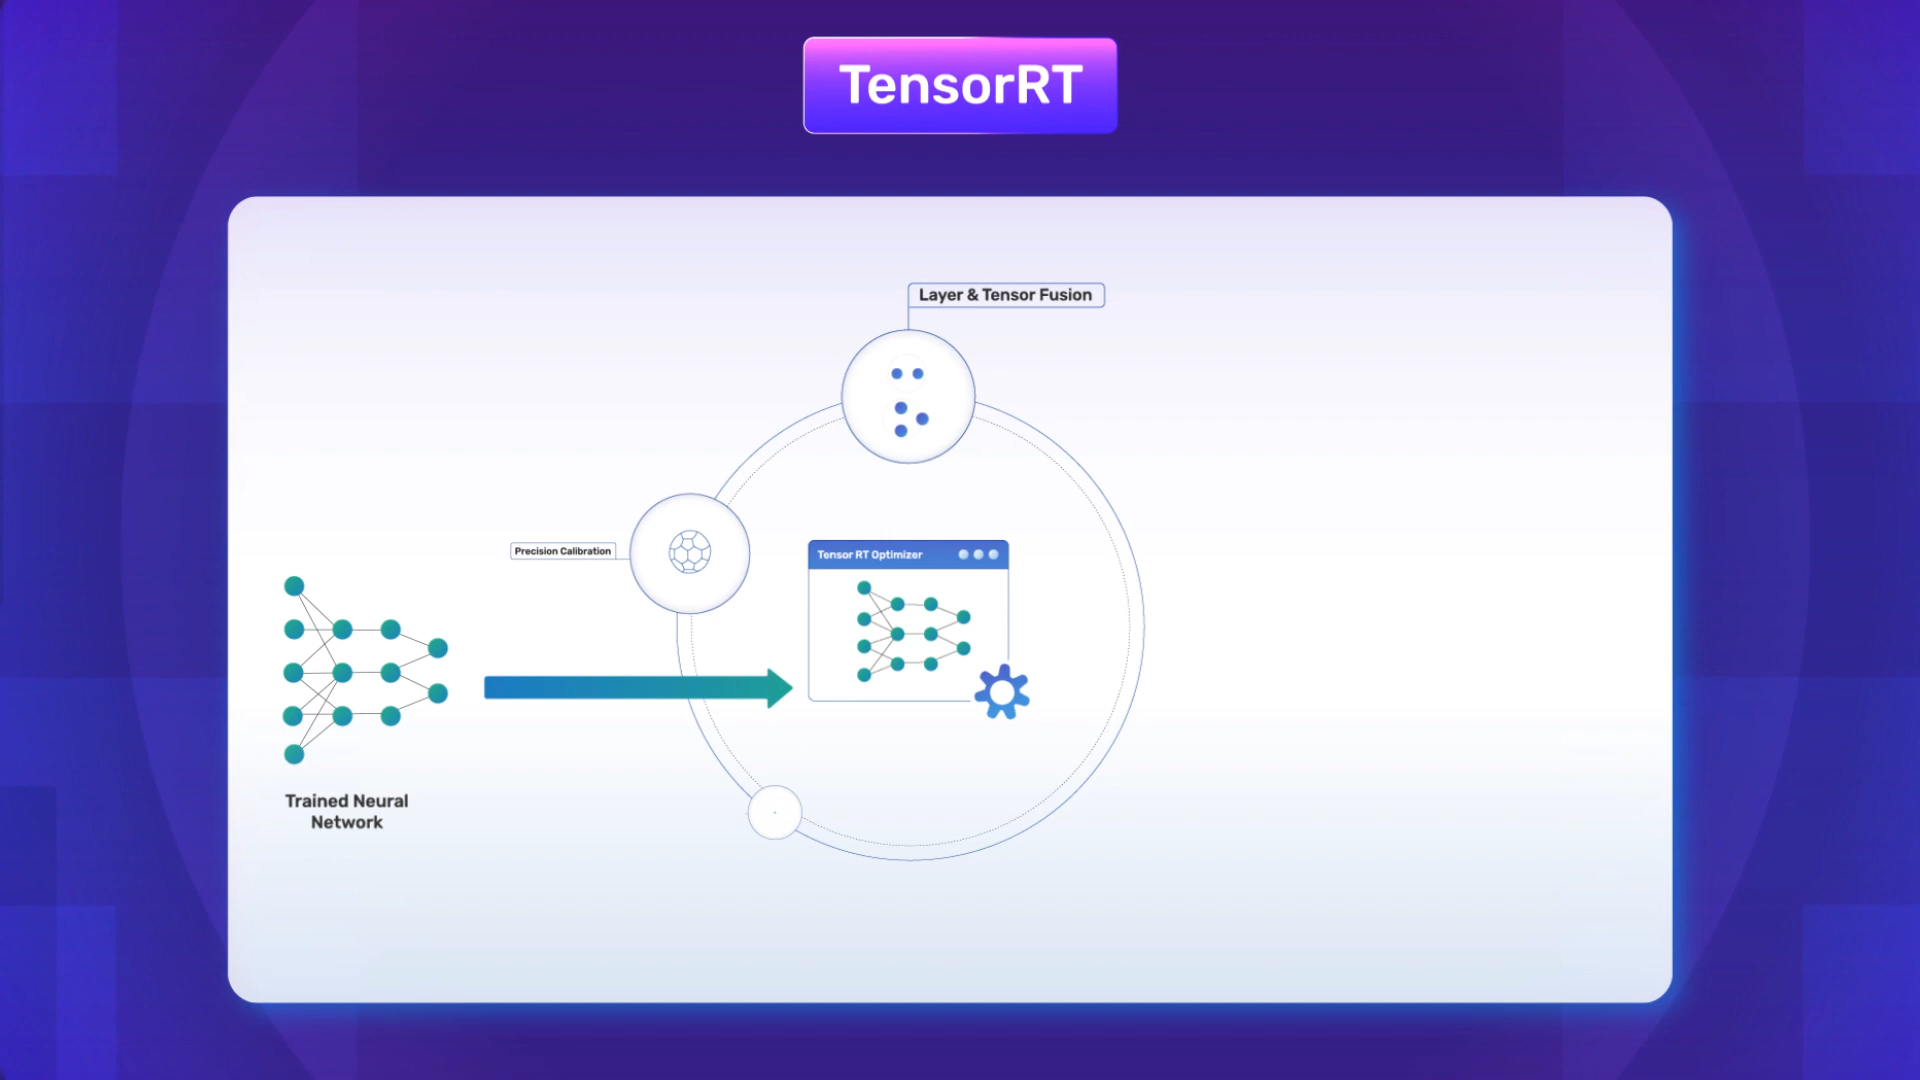 TensorRT
Layer & Tensor Fusion
Precision Calibration
Tensor RT Optimizer
Trained Neural
Network